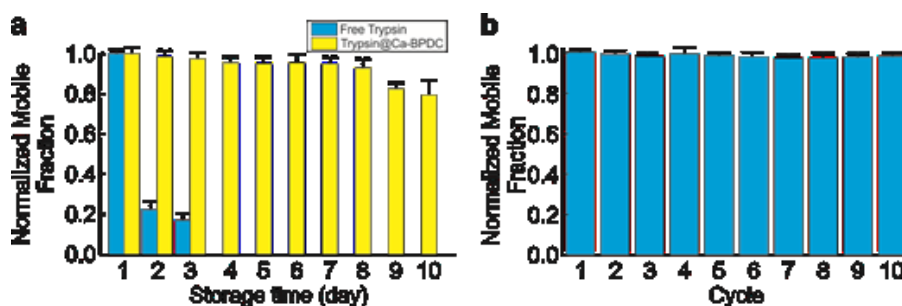 a
Free Trypsin
Trypsin@Ca-BPDC
Normalized Mobile
Fraction
1.0
0.8
0.6
0.4
0.2
0.0
1 2 3 4 5 6 7 8 9 10
Storage time (day)
b
Normalized Mobile
Fraction
1.0
0.8
0.6
0.4
0.2
0.0
1 2 3 4 5 6 7 8 9 10
Cycle